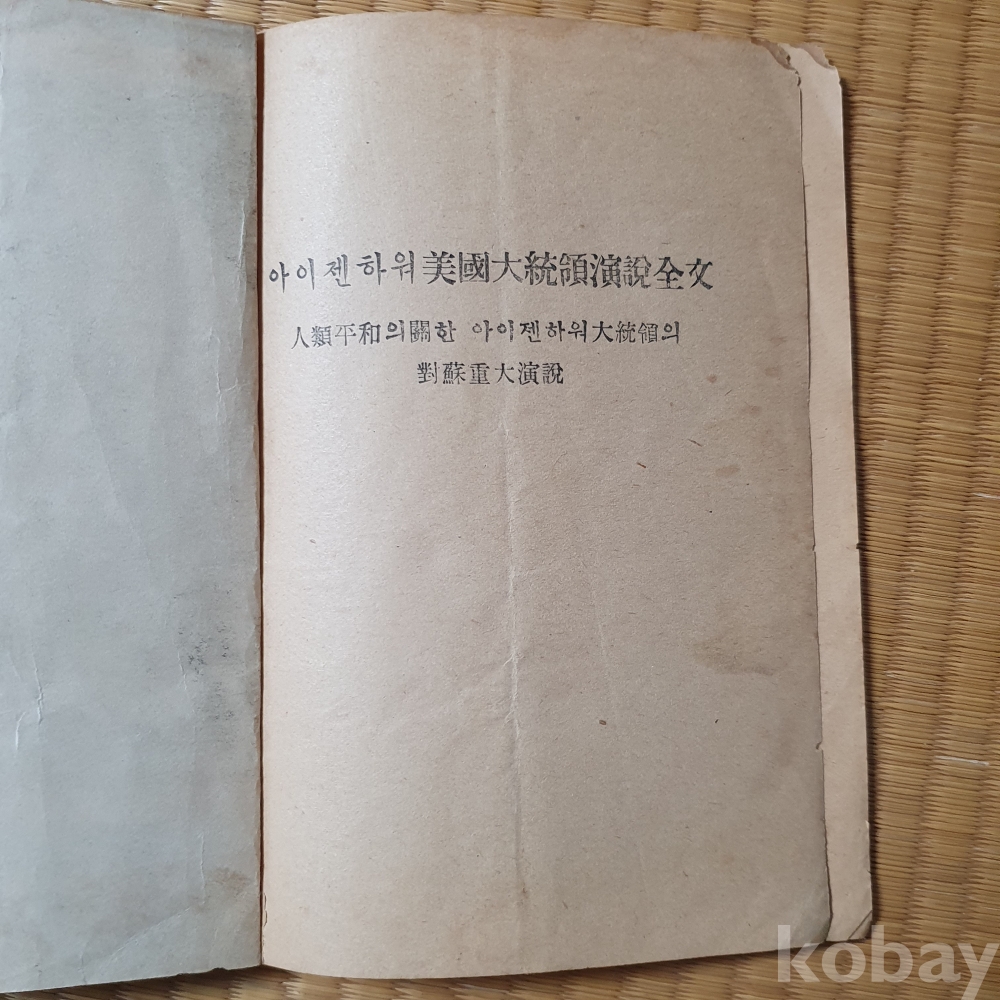 아이젠하워美國大統領演說全文
人類平和의關한 아이젠하워大統領의
對蘇重大演說
kobay